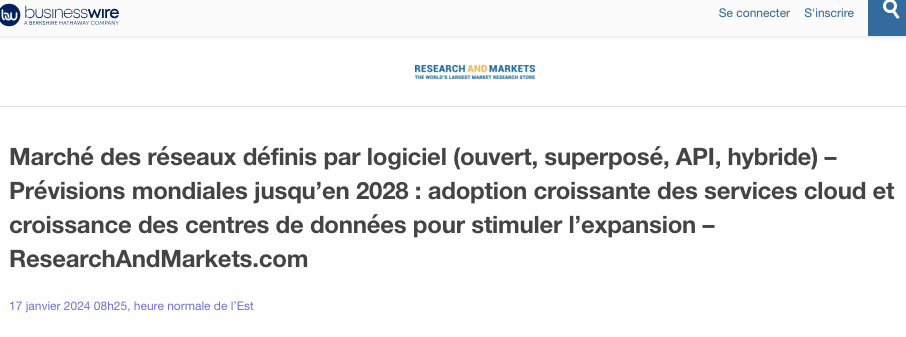 bw businesswire
A BERKSHIRE HATHAWAY COMPANY
Se connecter S'inscrire
RESEARCH AND MARKETS
THE WORLD'S LARGEST MARKET RESEARCH STORE
Marché des réseaux définis par logiciel (ouvert, superposé, API, hybride) –
Prévisions mondiales jusqu’en 2028 : adoption croissante des services cloud et
croissance des centres de données pour stimuler l’expansion –
ResearchAndMarkets.com
17 janvier 2024 08h25, heure normale de l’Est